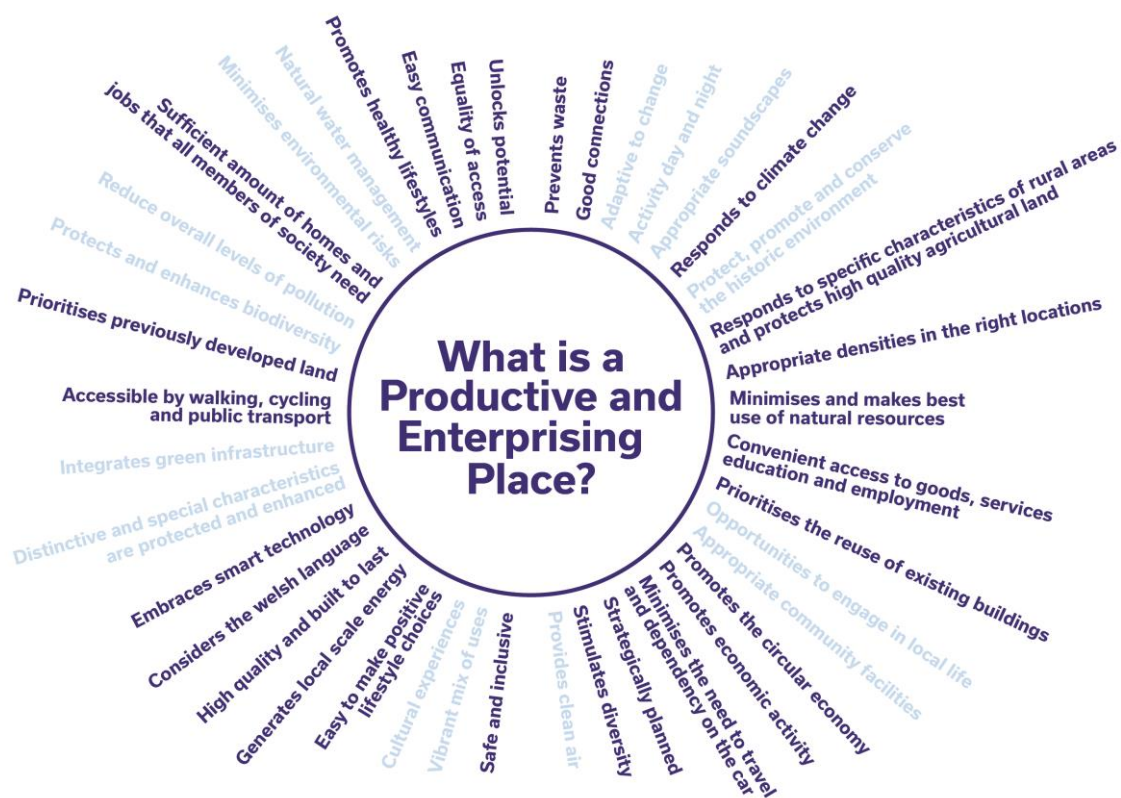 What is a
Productive and
Enterprising
Place?
Prevents waste
Good connections
Adaptive to change
Activity day and night
Appropriate soundscapes
Responds to climate change
Protect, promote and conserve
the historic environment
Responds to specific characteristics of rural areas
and protects high quality agricultural land
Appropriate densities in the right locations
Minimises and makes best
use of natural resources
Convenient access to goods, services
education and employment
Prioritises the reuse of existing buildings
Opportunities to engage in local life
Appropriate community facilities
Promotes the circular economy
Promotes economic activity
Minimises the need to travel
and dependency on the car
Strategically planned
Stimulates diversity
Provides clean air
Safe and inclusive
Vibrant mix of uses
Cultural experiences
Easy to make positive
lifestyle choices
Generates local scale energy
High quality and built to last
Considers the welsh language
Embraces smart technology
Distinctive and special characteristics
are protected and enhanced
Integrates green infrastructure
Accessible by walking, cycling
and public transport
Prioritises previously developed land
Protects and enhances biodiversity
Reduce overall levels of pollution
Sufficient amount of homes and
jobs that all members of society need
Minimises environmental risks
Natural water management
Promotes healthy lifestyles
Easy communication
Equality of access
Unlocks potential